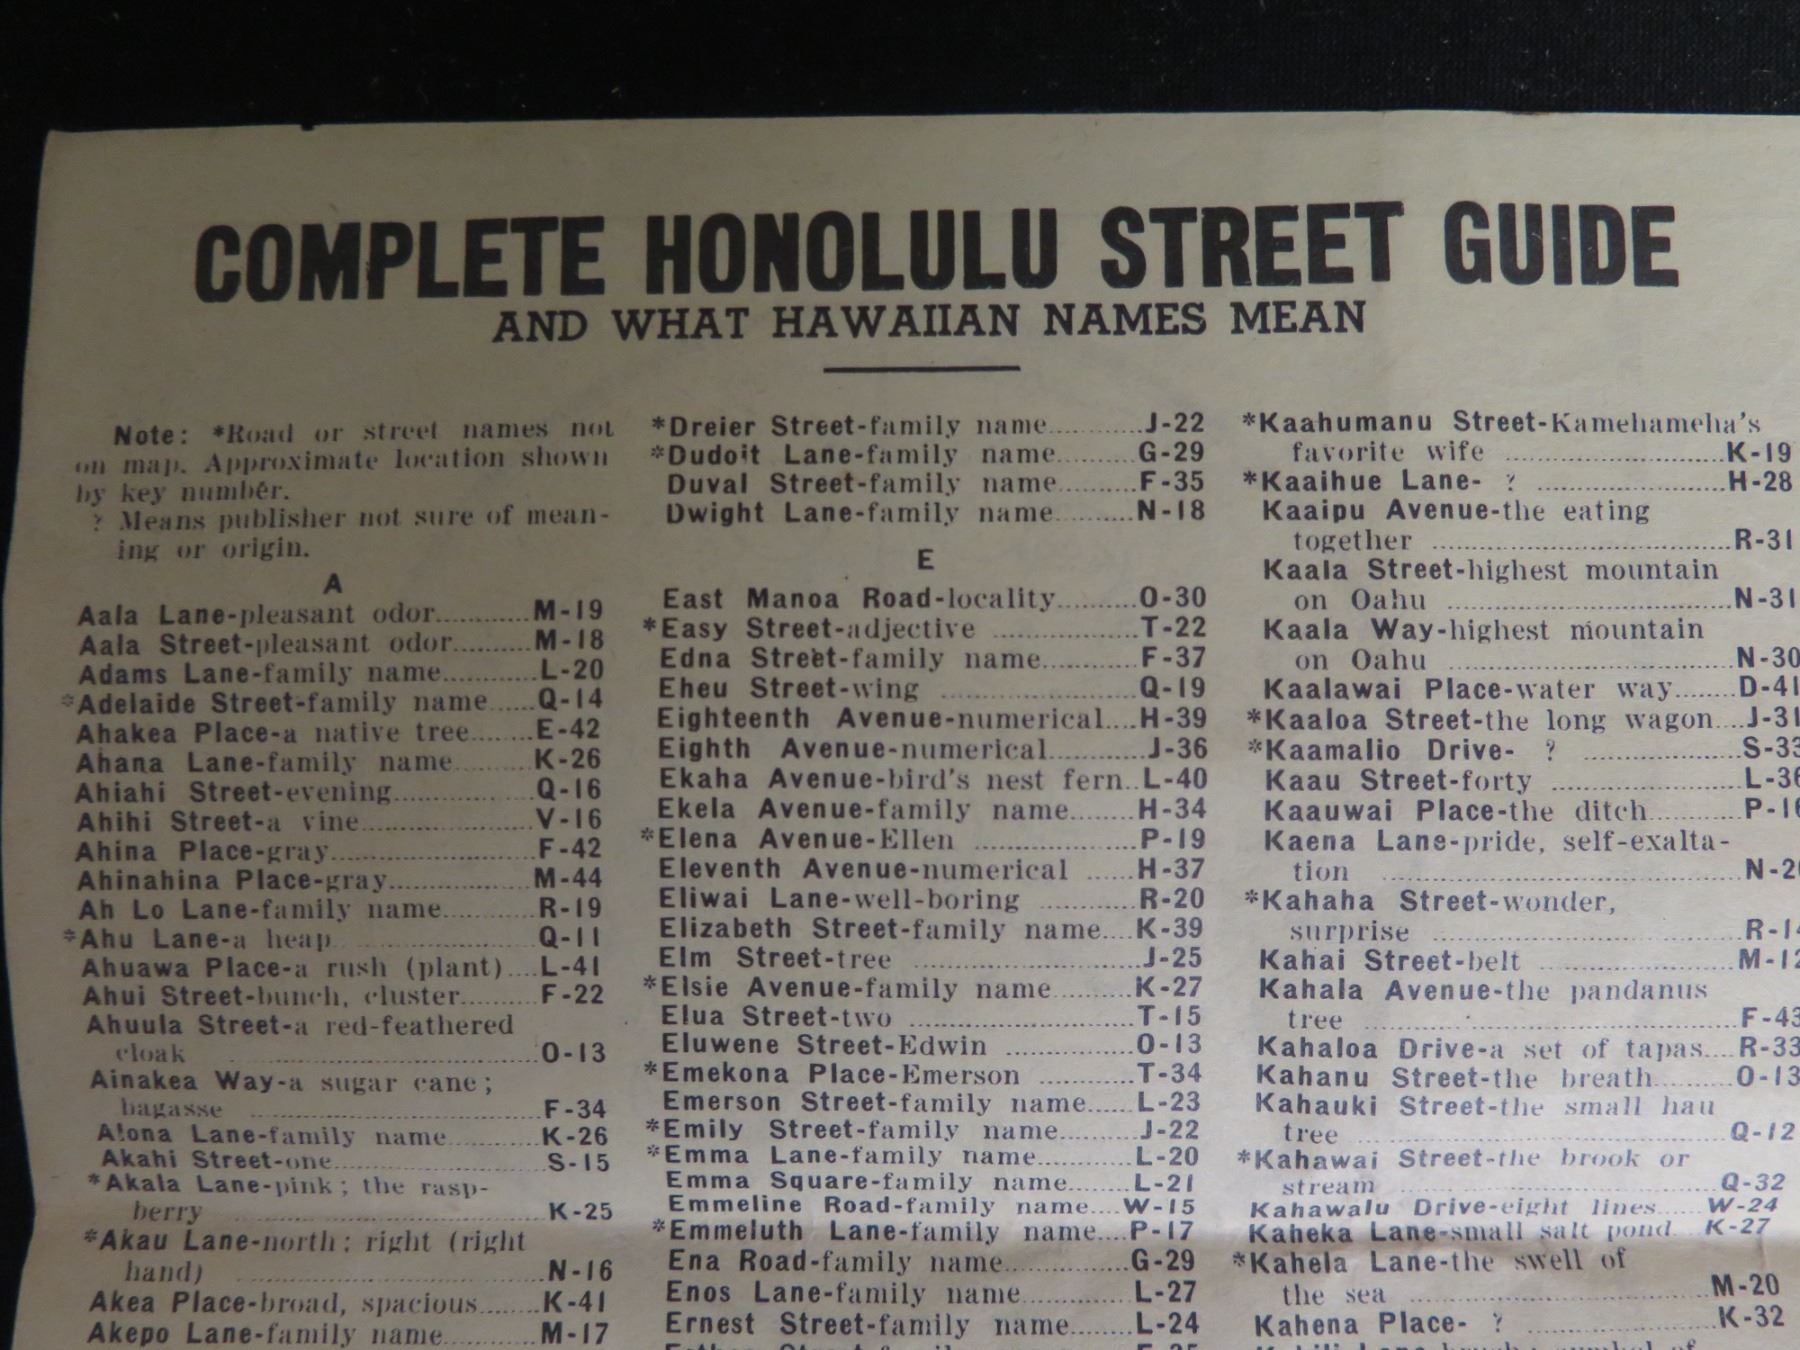 COMPLETE HONOLULU STREET GUIDE
AND WHAT HAWAIIAN NAMES MEAN
Note: *Road or street names not
on map. Approximate location shown
by key number.
? Means publisher not sure of mean-
ing or origin.
A
Aala Lane-pleasant odor............M-19
Aala Street-pleasant odor..........M-18
Adams Lane-family name...........L-20
*Adelaide Street-family name......Q-14
Ahakea Place-a native tree........E-42
Ahana Lane-family name..........K-26
Ahiahi Street-evening.................Q-16
Ahihi Street-a vine.....................V-16
Ahina Place-gray.........................F-42
Ahinahina Place-gray..................M-44
Ah Lo Lane-family name............R-19
*Ahu Lane-a heap........................Q-11
Ahuawa Place-a rush (plant)....L-41
Ahui Street-bunch, cluster..........F-22
Ahuula Street-a red-feathered
cloak ........................................O-13
Ainakea Way-a sugar cane;
bagasse ....................................F-34
Alona Lane-family name............K-26
Akahi Street-one..........................S-15
*Akala Lane-pink; the rasp-
berry ........................................K-25
*Akau Lane-north; right (right
hand) ........................................N-16
Akea Place-broad, spacious........K-41
Akepo Lane-family name............M-17
*Dreier Street-family name...........J-22
*Dudoit Lane-family name..........G-29
Duval Street-family name..........F-35
Dwight Lane-family name..........N-18
E
East Manoa Road-locality..........O-30
*Easy Street-adjective .................T-22
Edna Street-family name............F-37
Eheu Street-wing .......................Q-19
Eighteenth Avenue-numerical....H-39
Eighth Avenue-numerical............J-36
Ekaha Avenue-bird's nest fern..L-40
Ekela Avenue-family name........H-34
*Elena Avenue-Ellen ...................P-19
Eleventh Avenue-numerical ......H-37
Eliwai Lane-well-boring ............R-20
Elizabeth Street-family name....K-39
Elm Street-tree .........................J-25
*Elsie Avenue-family name.........K-27
Elua Street-two .........................T-15
Eluwene Street-Edwin ...............O-13
*Emekona Place-Emerson ...........T-34
Emerson Street-family name......L-23
*Emily Street-family name..........J-22
*Emma Lane-family name............L-20
Emma Square-family name........L-21
Emmeline Road-family name....W-15
*Emmeluth Lane-family name....P-17
Ena Road-family name................G-29
Enos Lane-family name..............L-27
Ernest Street-family name........L-24
*Kaahumanu Street-Kamehameha's
favorite wife ..........................K-19
*Kaaihue Lane- ? .......................H-28
Kaaipu Avenue-the eating
together ....................................R-31
Kaala Street-highest mountain
on Oahu ..................................N-31
Kaala Way-highest mountain
on Oahu ..................................N-30
Kaalawai Place-water way........D-41
*Kaaloa Street-the long wagon....J-31
*Kaamalio Drive- ? ...................S-33
Kaau Street-forty .......................L-36
Kaauwai Place-the ditch............P-16
Kaena Lane-pride, self-exalta-
tion
*Kahaha Street-wonder,
surprise
Kahai Street-belt .......................M-12
Kahala Avenue-the pandanus
tree ..........................................F-43
Kahaloa Drive-a set of tapas....R-33
Kahanu Street-the breath..........O-13
Kahauki Street-the small hau
tree ..........................................Q-12
*Kahawai Street-the brook or
stream ......................................Q-32
Kahawalu Drive-eight lines......W-24
Kaheka Lane-small salt pond....K-27
*Kahela Lane-the swell of
the sea ....................................M-20
Kahena Place- ? .......................K-32